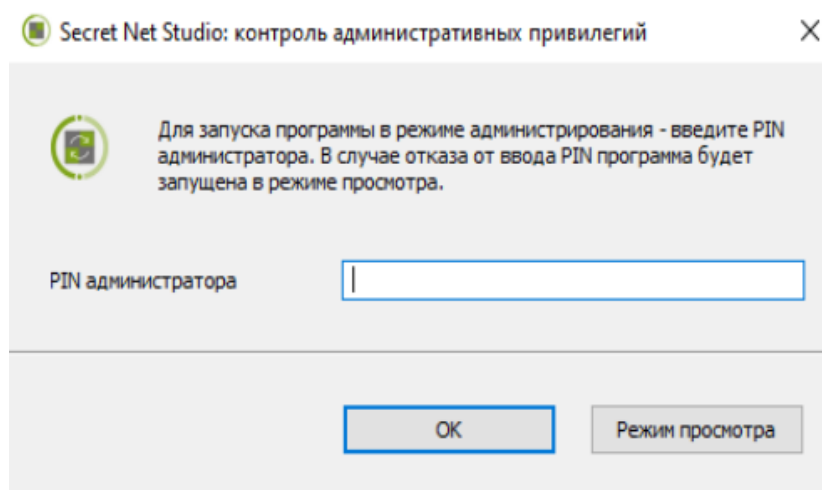 Secret Net Studio: контроль административных привилегий
Для запуска программы в режиме администрирования - введите PIN
администратора. В случае отказа от ввода PIN программа будет
запущена в режиме просмотра.
PIN администратора
OK
Режим просмотра